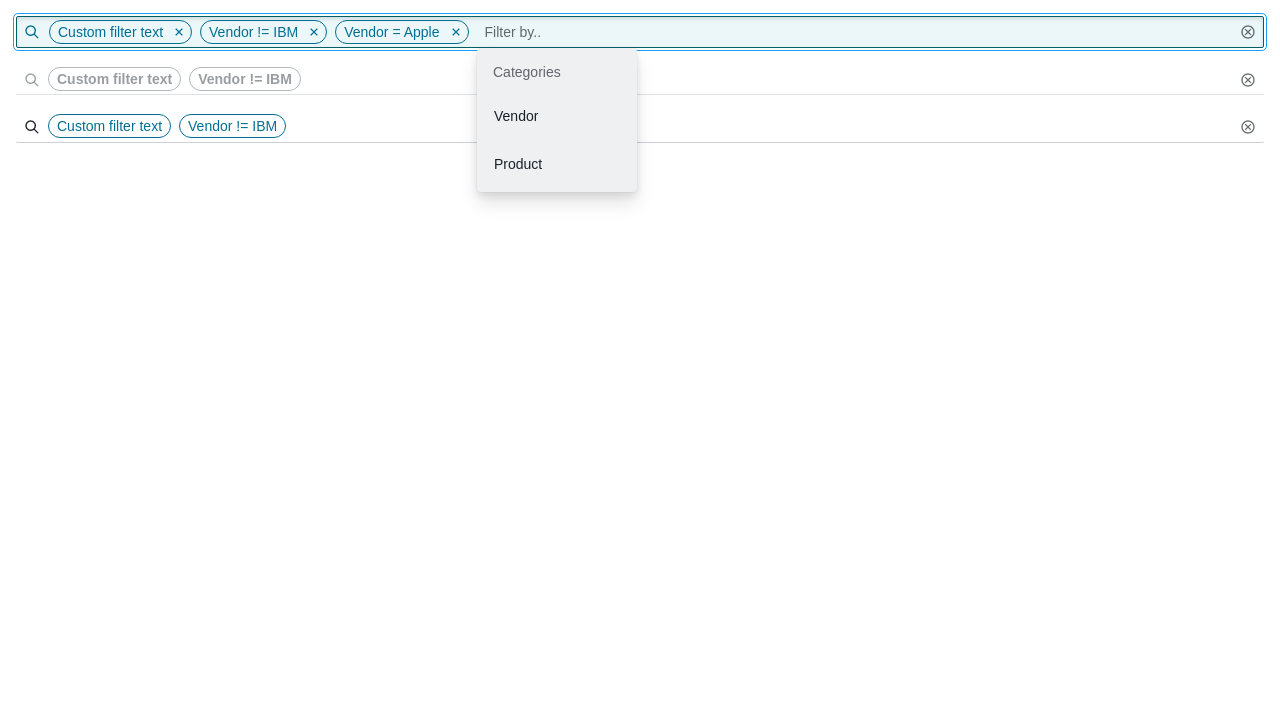 Custom filter text Vendor != IBM Vendor = Apple Filter by..
Categories
Custom filter text Vendor != IBM
Vendor
Custom filter text Vendor != IBM
Product